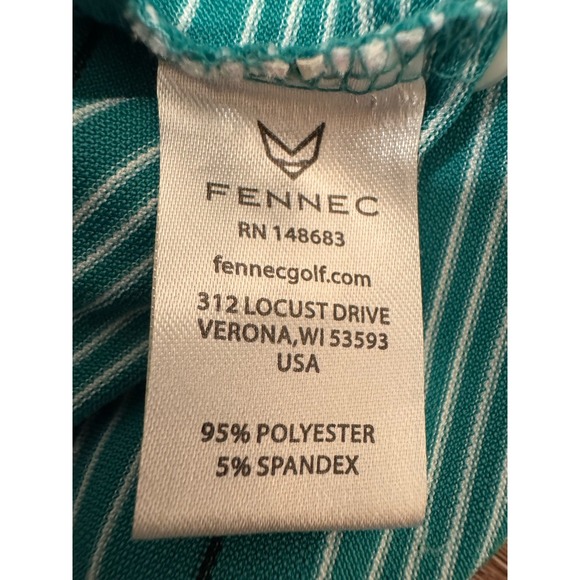 FENNEC
RN 148683
fennecgolf.com
312 LOCUST DRIVE
VERONA,WI 53593
USA
95% POLYESTER
5% SPANDEX